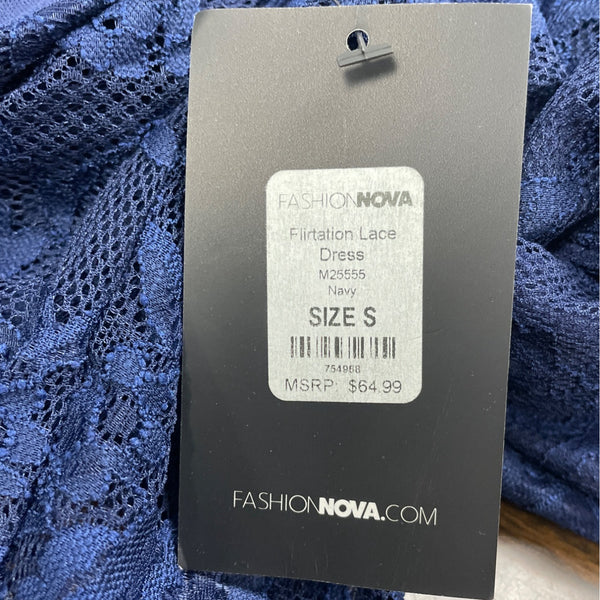 FASHIONNOVA
Flirtation Lace
Dress
M25555
Navy
SIZE S
754968
MSRP: $64.99
FASHIONNOVA.COM